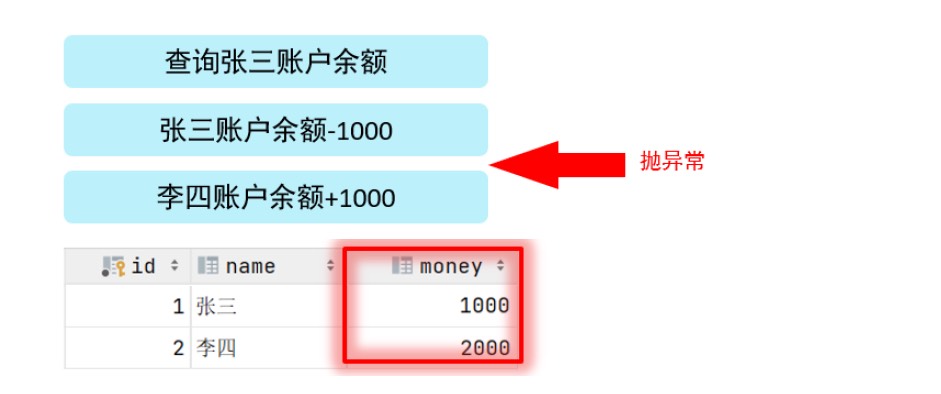 查询张三账户余额
张三账户余额-1000
抛异常
李四账户余额+1000
id name money
1 张三 1000
2 李四 2000